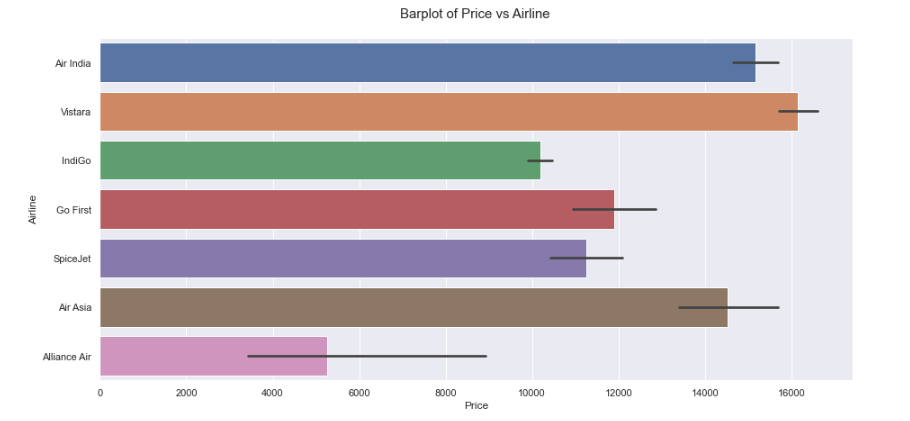 Barplot of Price vs Airline
Air India
Vistara
IndiGo
Go First
SpiceJet
Air Asia
Alliance Air
Airline
0 2000 4000 6000 8000 10000 12000 14000 16000
Price